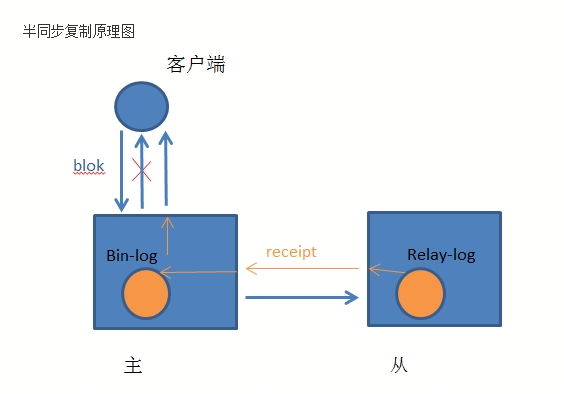 半同步复制原理图
客户端
blok
Bin-log
receipt
Relay-log
主
从